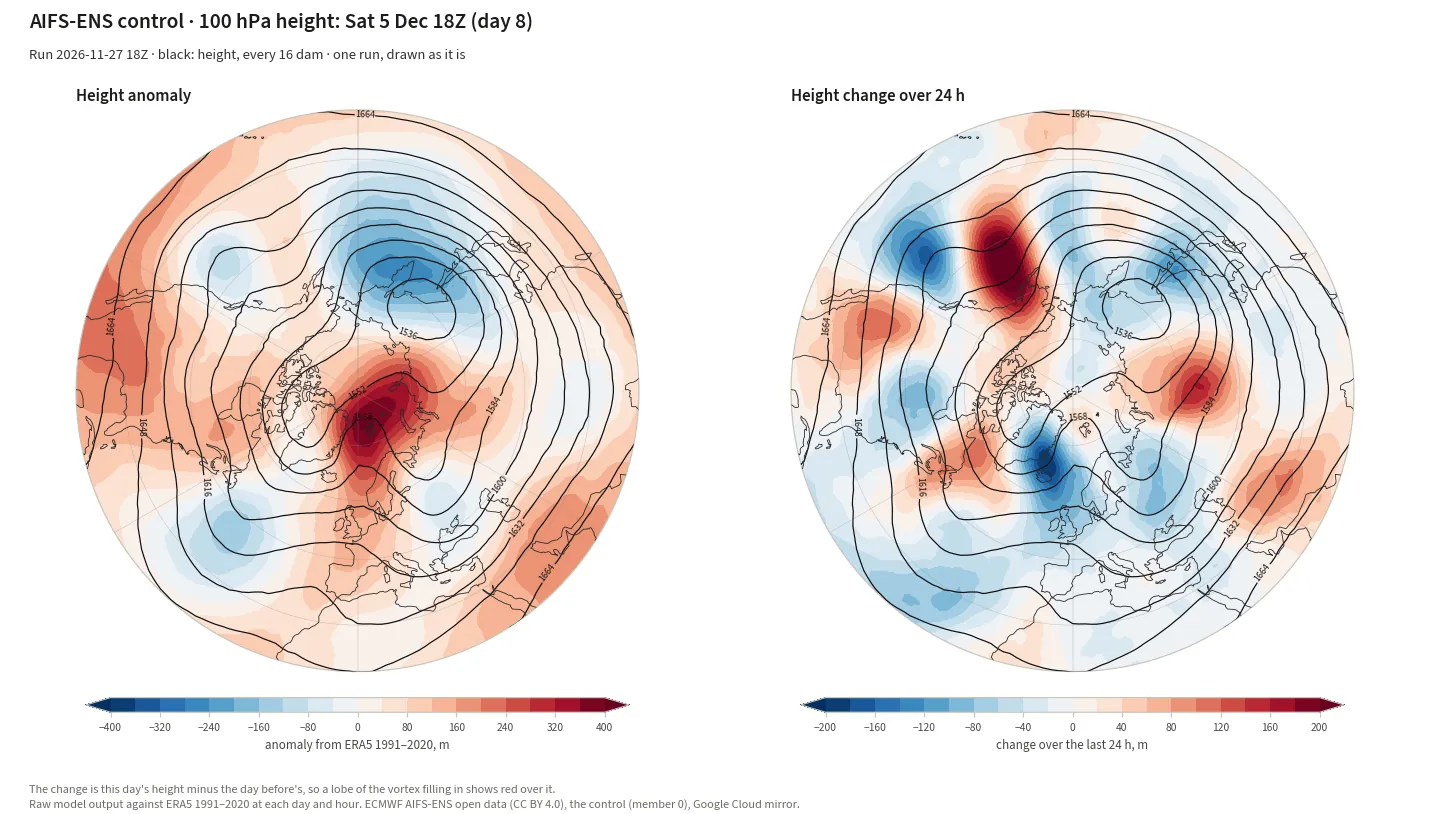 AIFS-ENS control · 100 hPa height: Sat 5 Dec 18Z (day 8)
Run 2026-11-27 18Z · black: height, every 16 dam · one run, drawn as it is
Height anomaly
Height change over 24 h
1664
1664
1536
1552
1584
1648
1616
1600
1632
1664
1664
1664
1536
1552
1568
1584
1648
1616
1600
1632
1664
−400 −320 −240 −160 −80 0 80 160 240 320 400
anomaly from ERA5 1991–2020, m
−200 −160 −120 −80 −40 0 40 80 120 160 200
change over the last 24 h, m
The change is this day's height minus the day before's, so a lobe of the vortex filling in shows red over it.
Raw model output against ERA5 1991–2020 at each day and hour. ECMWF AIFS-ENS open data (CC BY 4.0), the control (member 0), Google Cloud mirror.